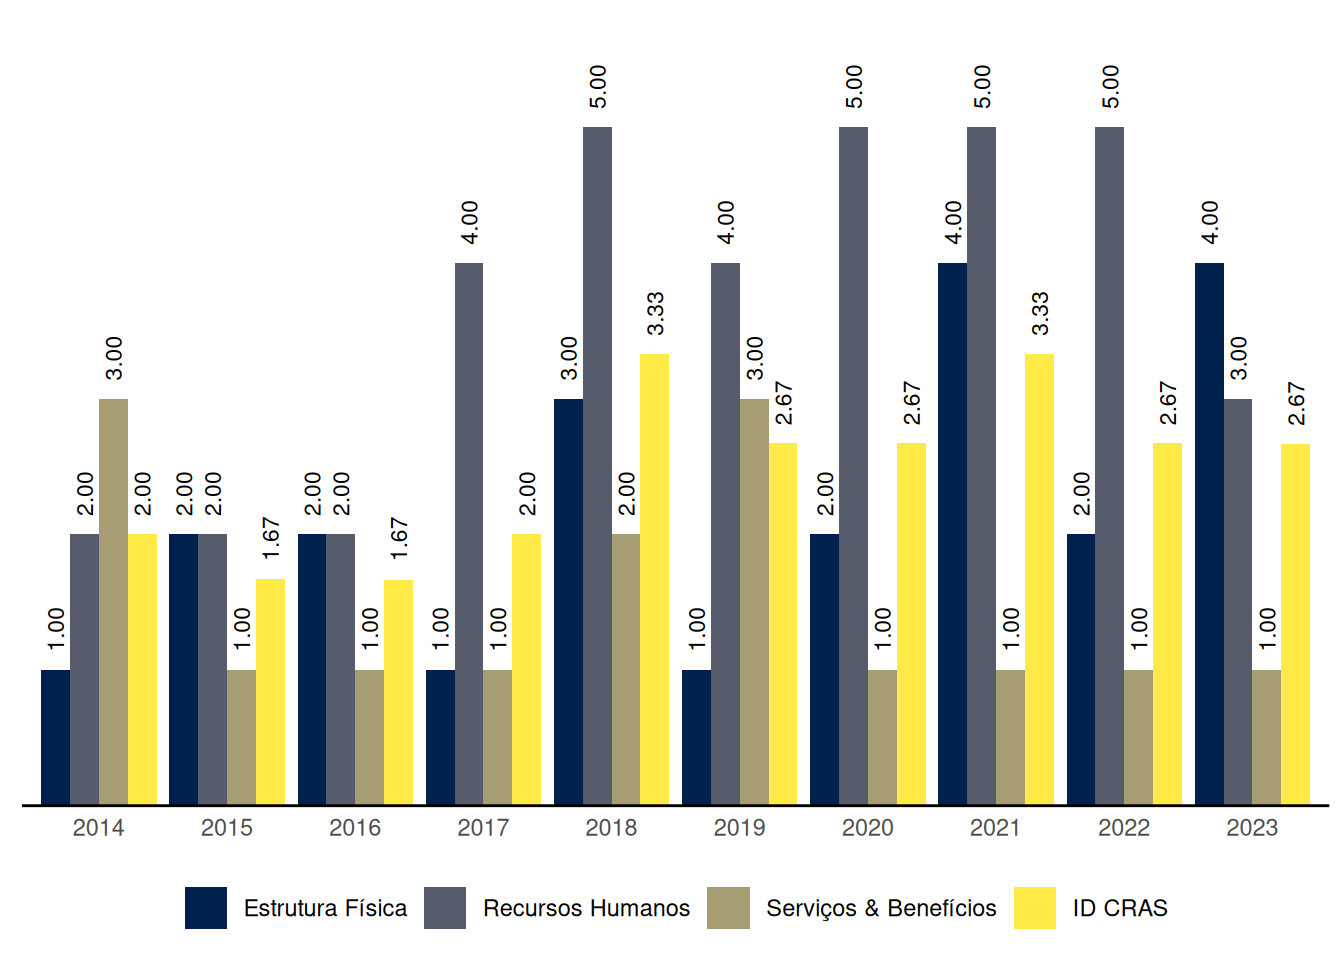 1.00 2.00 3.00 2.00
2.00 2.00 1.00 1.67
2.00 2.00 1.00 1.67
1.00 4.00 1.00 2.00
3.00 5.00 2.00 3.33
1.00 4.00 3.00 2.67
2.00 5.00 1.00 2.67
4.00 5.00 1.00 3.33
2.00 5.00 1.00 2.67
4.00 3.00 1.00 2.67
2014 2015 2016 2017 2018 2019 2020 2021 2022 2023
Estrutura Física Recursos Humanos Serviços & Benefícios ID CRAS